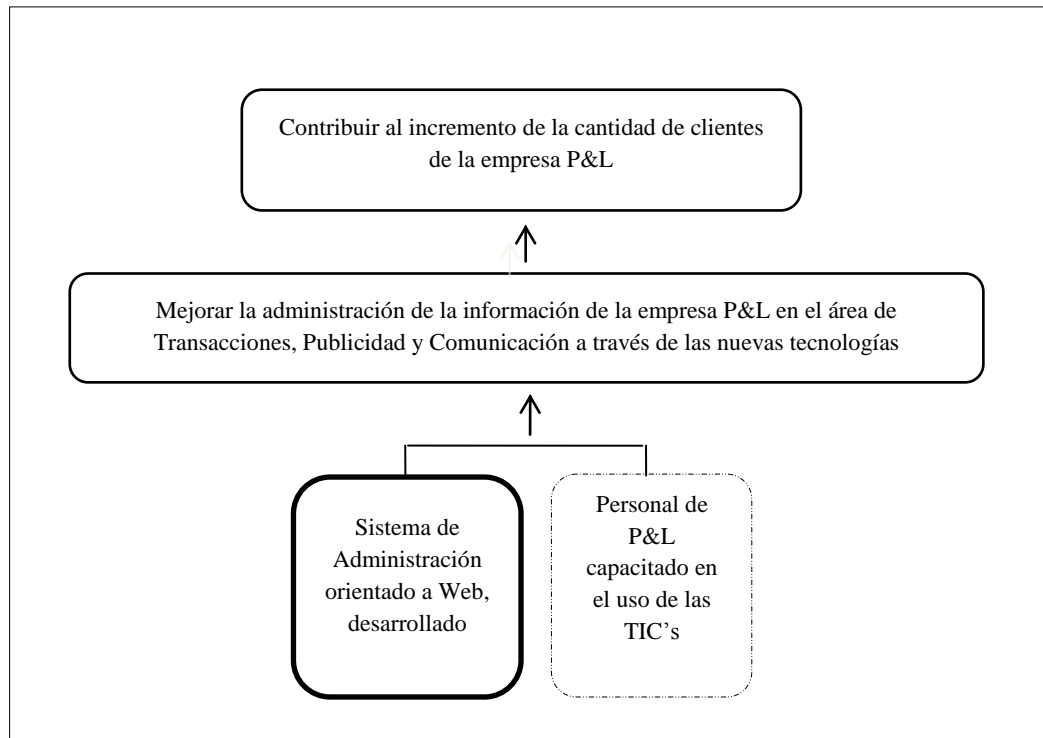 Contribuir al incremento de la cantidad de clientes
de la empresa P&L
Mejorar la administración de la información de la empresa P&L en el área de
Transacciones, Publicidad y Comunicación a través de las nuevas tecnologías
Sistema de
Administración
orientado a Web,
desarrollado
Personal de
P&L
capacitado en
el uso de las
TIC’s